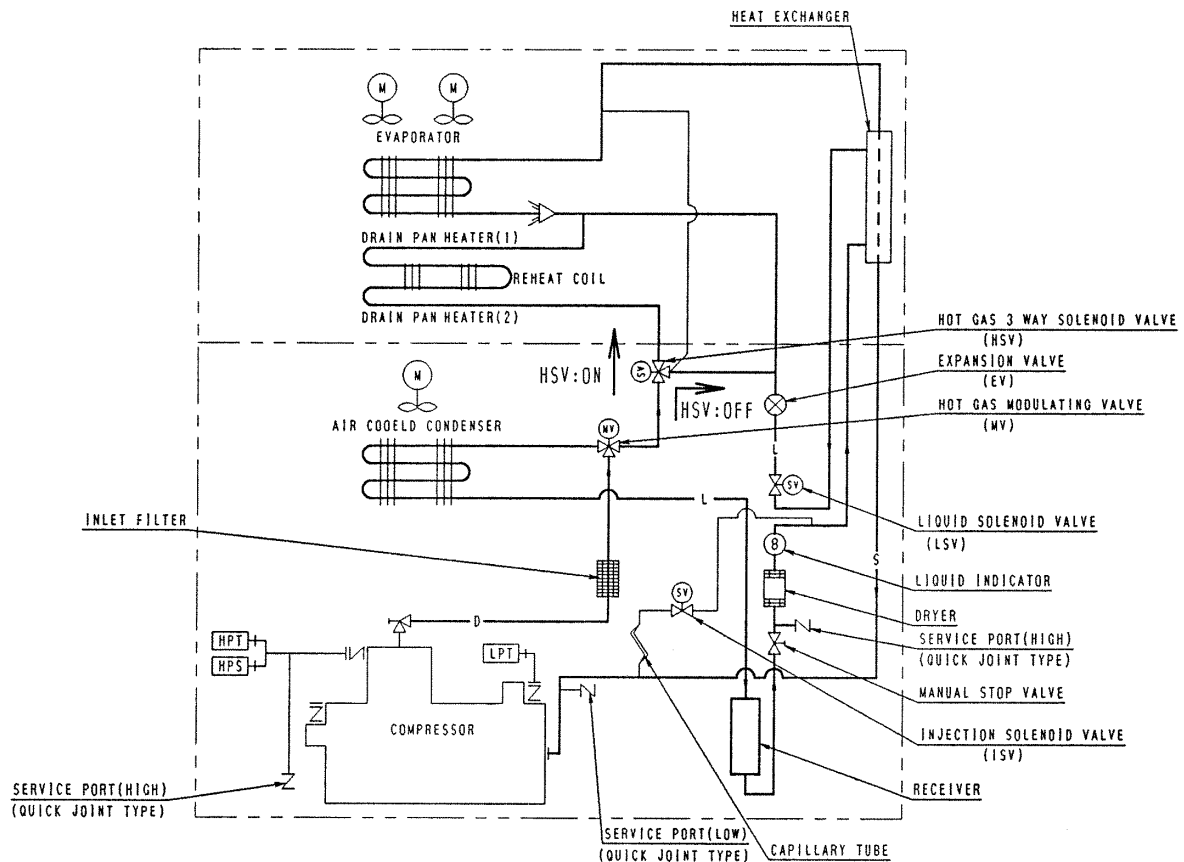 HEAT EXCHANGER
M
M
EVAPORATOR
DRAIN PAN HEATER(1)
REHEAT COIL
DRAIN PAN HEATER(2)
HOT GAS 3 WAY SOLENOID VALVE
(HSV)
SV
HSV:ON
HSV:OFF
EXPANSION VALVE
(EV)
M
HOT GAS MODULATING VALVE
(MV)
AIR COOELD CONDENSER
MV
L
SV
L
INLET FILTER
LIQUID SOLENOID VALVE
(LSV)
8
S
LIQUID INDICATOR
SV
DRYER
D
SERVICE PORT(HIGH)
(QUICK JOINT TYPE)
HPT
HPS
LPT
MANUAL STOP VALVE
COMPRESSOR
INJECTION SOLENOID VALVE
(ISV)
SERVICE PORT(HIGH)
(QUICK JOINT TYPE)
RECEIVER
SERVICE PORT(LOW)
(QUICK JOINT TYPE)
CAPILLARY TUBE